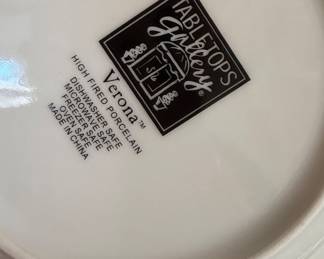 TABLETOPS
gallery®
Verona™
HIGH FIRED PORCELAIN
DISHWASHER SAFE
MICROWAVE SAFE
FREEZER SAFE
OVEN SAFE
MADE IN CHINA